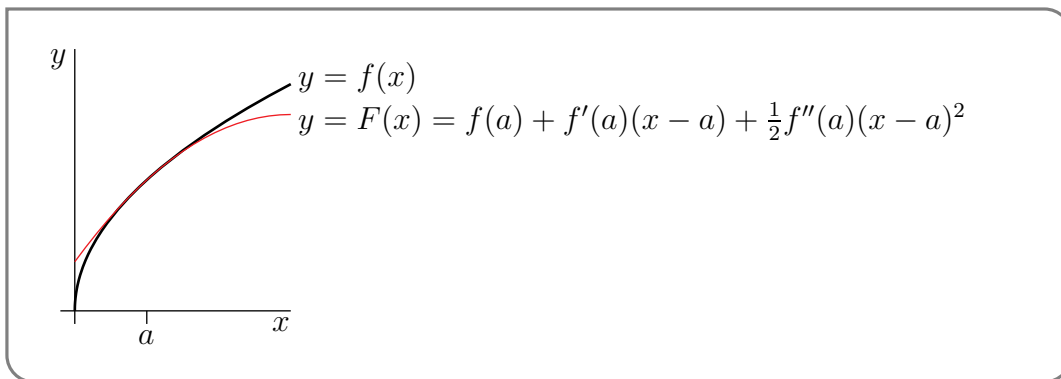 y
y = f(x)
y = F(x) = f(a) + f′(a)(x − a) + ½f″(a)(x − a)²
x
a